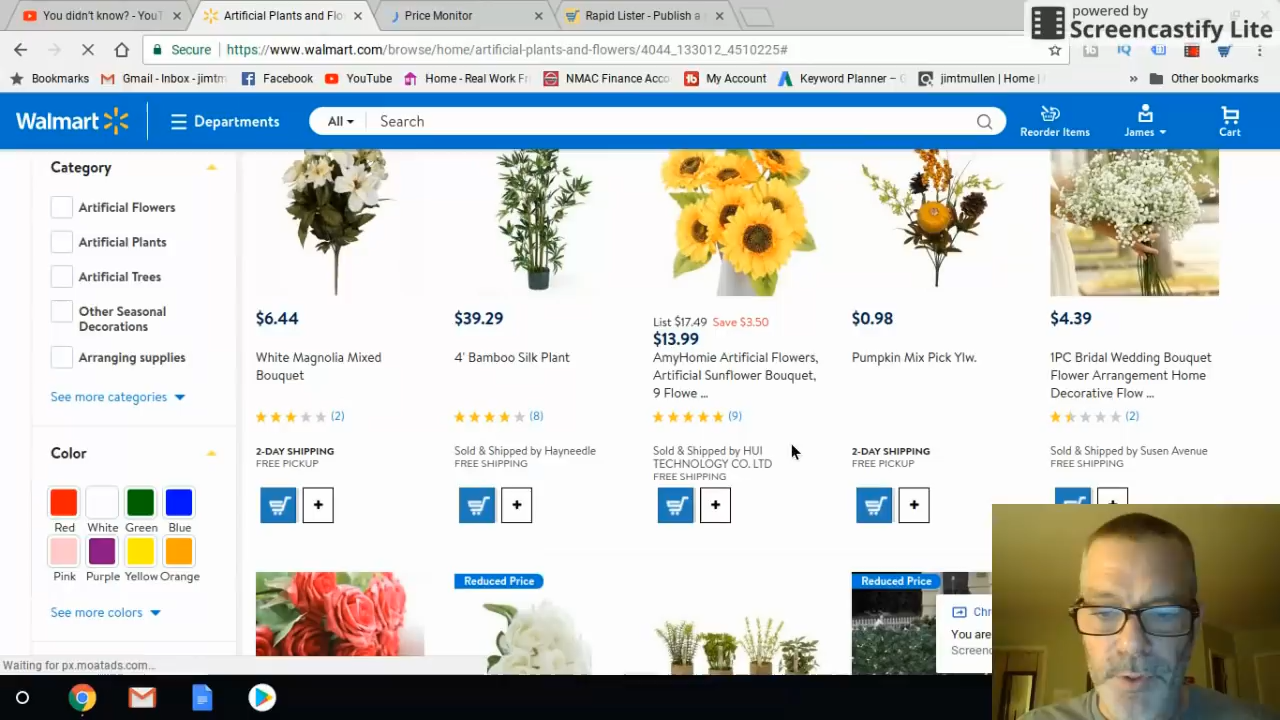 You didn't know? - YouT
Artificial Plants and Flo
Price Monitor
Rapid Lister - Publish a
powered by
Screencastify Lite
Secure
https://www.walmart.com/browse/home/artificial-plants-and-flowers/4044_133012_4510225#
Bookmarks
Gmail - Inbox - jimtm
Facebook
YouTube
Home - Real Work Fr
NMAC Finance Acco
My Account
Keyword Planner – G
jimtmullen | Home |
»
Other bookmarks
Walmart
Departments
All
Search
Reorder Items
James
Cart
Category
Artificial Flowers
Artificial Plants
Artificial Trees
Other Seasonal
Decorations
Arranging supplies
See more categories
Color
Red
White
Green
Blue
Pink
Purple
Yellow
Orange
See more colors
$6.44
White Magnolia Mixed
Bouquet
(2)
2-DAY SHIPPING
FREE PICKUP
+
$39.29
4' Bamboo Silk Plant
(8)
Sold & Shipped by Hayneedle
FREE SHIPPING
+
List $17.49 Save $3.50
$13.99
AmyHomie Artificial Flowers,
Artificial Sunflower Bouquet,
9 Flowe ...
(9)
Sold & Shipped by HUI
TECHNOLOGY CO. LTD
FREE SHIPPING
+
$0.98
Pumpkin Mix Pick Ylw.
2-DAY SHIPPING
FREE PICKUP
+
$4.39
1PC Bridal Wedding Bouquet
Flower Arrangement Home
Decorative Flow ...
(2)
Sold & Shipped by Susen Avenue
FREE SHIPPING
Reduced Price
Reduced Price
Chr
You are
Screenc
Waiting for px.moatads.com...